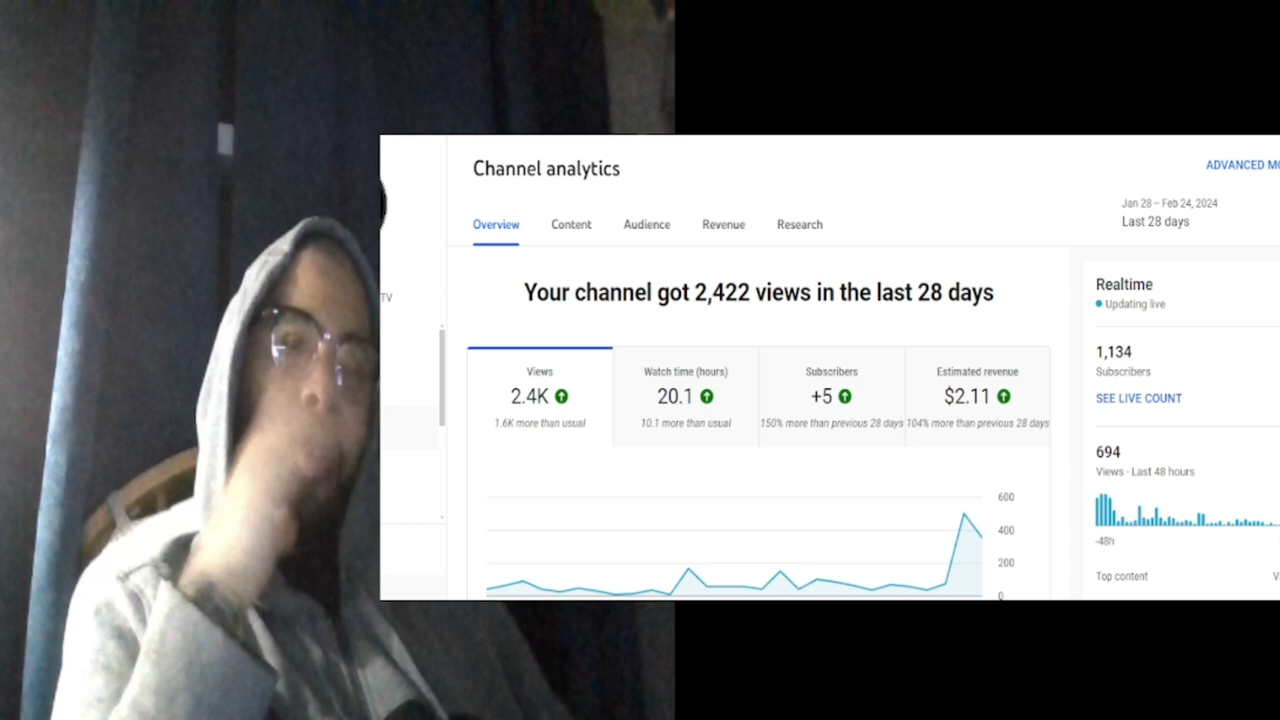 Channel analytics
ADVANCED MO
Jan 28 – Feb 24, 2024
Last 28 days
Overview Content Audience Revenue Research
TV
Your channel got 2,422 views in the last 28 days
Realtime
Updating live
1,134
Subscribers
SEE LIVE COUNT
Views Watch time (hours) Subscribers Estimated revenue
2.4K 20.1 +5 $2.11
1.6K more than usual 10.1 more than usual 150% more than previous 28 days 104% more than previous 28 days
694
Views · Last 48 hours
600
400
200
0
-48h
Top content